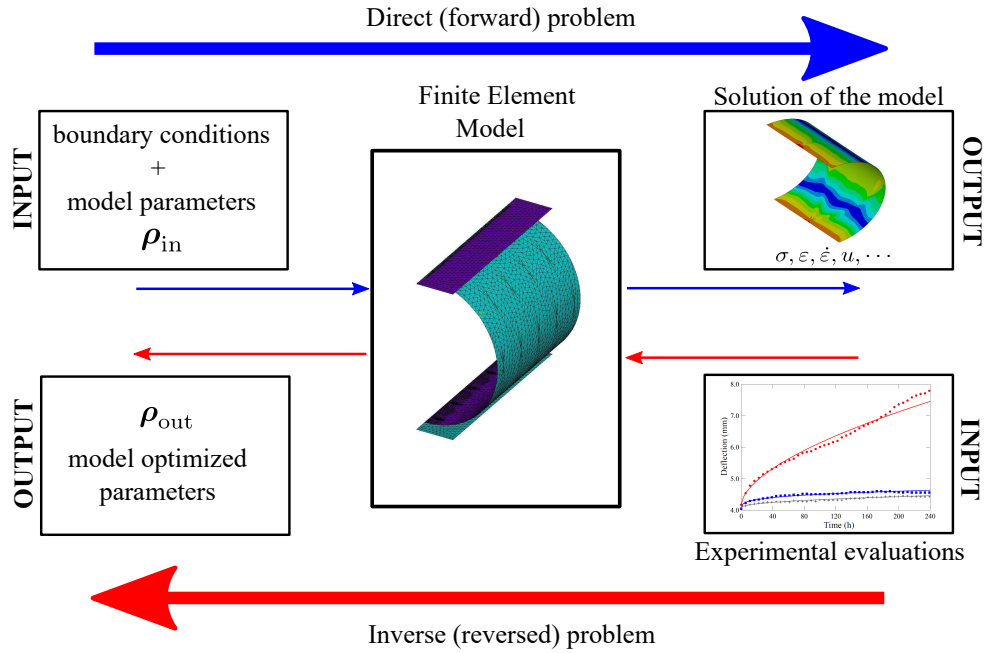 Direct (forward) problem
Finite Element
Model
Solution of the model
INPUT
boundary conditions
+
model parameters
ρin
σ, ε, ε̇, u, ···
OUTPUT
OUTPUT
ρout
model optimized
parameters
8.0
7.0
6.0
5.0
4.0
Deflection (mm)
0 40 80 120 160 200 240
Time (h)
INPUT
Experimental evaluations
Inverse (reversed) problem